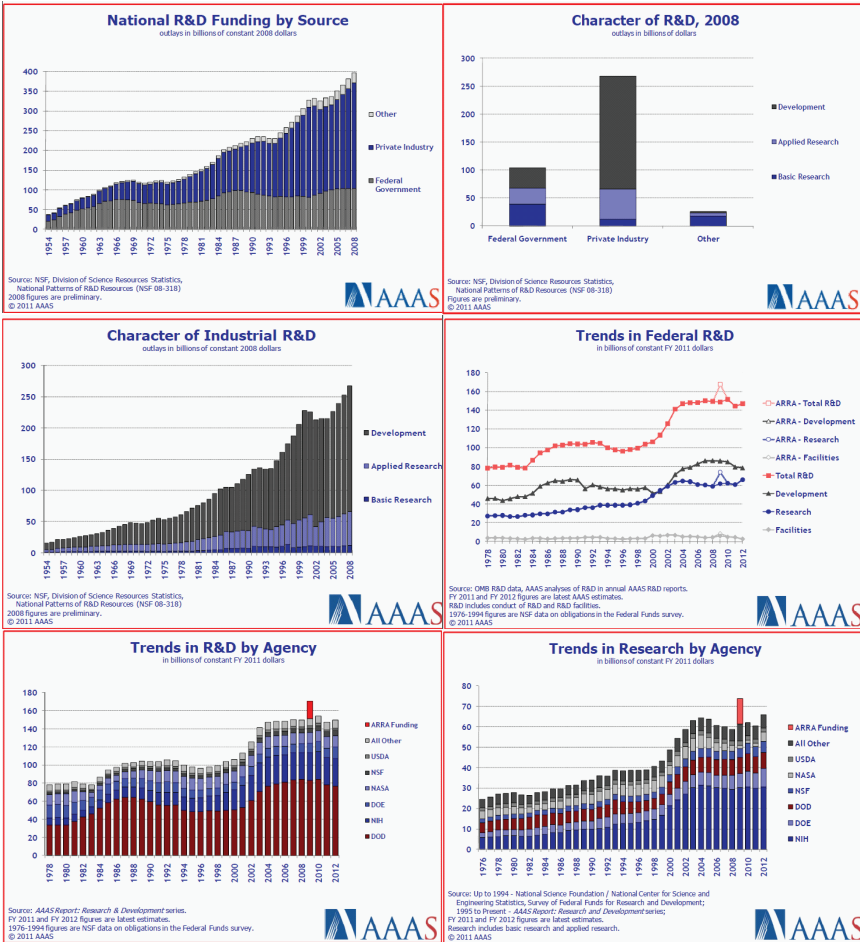 National R&D Funding by Source
outlays in billions of constant 2008 dollars
400
350
300
250
200
150
100
50
0
Other
Private Industry
Federal
Government
1954 1957 1960 1963 1966 1969 1972 1975 1978 1981 1984 1987 1990 1993 1996 1999 2002 2005 2008
Source: NSF, Division of Science Resources Statistics,
National Patterns of R&D Resources (NSF 08-318)
2008 figures are preliminary.
© 2011 AAAS
AAAS
Character of R&D, 2008
outlays in billions of dollars
300
250
200
150
100
50
0
Development
Applied Research
Basic Research
Federal Government Private Industry Other
Source: NSF, Division of Science Resources Statistics,
National Patterns of R&D Resources (NSF 08-318)
Figures are preliminary.
© 2011 AAAS
AAAS
Character of Industrial R&D
outlays in billions of constant 2008 dollars
300
250
200
150
100
50
0
Development
Applied Research
Basic Research
1954 1957 1960 1963 1966 1969 1972 1975 1978 1981 1984 1987 1990 1993 1996 1999 2002 2005 2008
Source: NSF, Division of Science Resources Statistics,
National Patterns of R&D Resources (NSF 08-318)
2008 figures are preliminary.
© 2011 AAAS
AAAS
Trends in Federal R&D
in billions of constant FY 2011 dollars
180
160
140
120
100
80
60
40
20
0
ARRA - Total R&D
ARRA - Development
ARRA - Research
ARRA - Facilities
Total R&D
Development
Research
Facilities
1978 1980 1982 1984 1986 1988 1990 1992 1994 1996 1998 2000 2002 2004 2006 2008 2010 2012
Source: OMB R&D data, AAAS analyses of R&D in annual AAAS R&D reports.
FY 2011 and FY 2012 figures are latest AAAS estimates.
R&D includes conduct of R&D and R&D facilities.
1976-1994 figures are NSF data on obligations in the Federal Funds survey.
© 2011 AAAS
AAAS
Trends in R&D by Agency
in billions of constant FY 2011 dollars
180
160
140
120
100
80
60
40
20
0
ARRA Funding
All Other
USDA
NSF
NASA
DOE
NIH
DOD
1978 1980 1982 1984 1986 1988 1990 1992 1994 1996 1998 2000 2002 2004 2006 2008 2010 2012
Source: AAAS Report: Research & Development series.
FY 2011 and FY 2012 figures are latest estimates.
1976-1994 figures are NSF data on obligations in the Federal Funds survey.
© 2011 AAAS
AAAS
Trends in Research by Agency
in billions of constant FY 2011 dollars
80
70
60
50
40
30
20
10
0
ARRA Funding
All Other
USDA
NASA
NSF
DOD
DOE
NIH
1976 1978 1980 1982 1984 1986 1988 1990 1992 1994 1996 1998 2000 2002 2004 2006 2008 2010 2012
Source: Up to 1994 - National Science Foundation / National Center for Science and
Engineering Statistics, Survey of Federal Funds for Research and Development;
1995 to Present - AAAS Report: Research and Development series;
FY 2011 and FY 2012 figures are latest estimates.
Research includes basic research and applied research.
© 2011 AAAS
AAAS